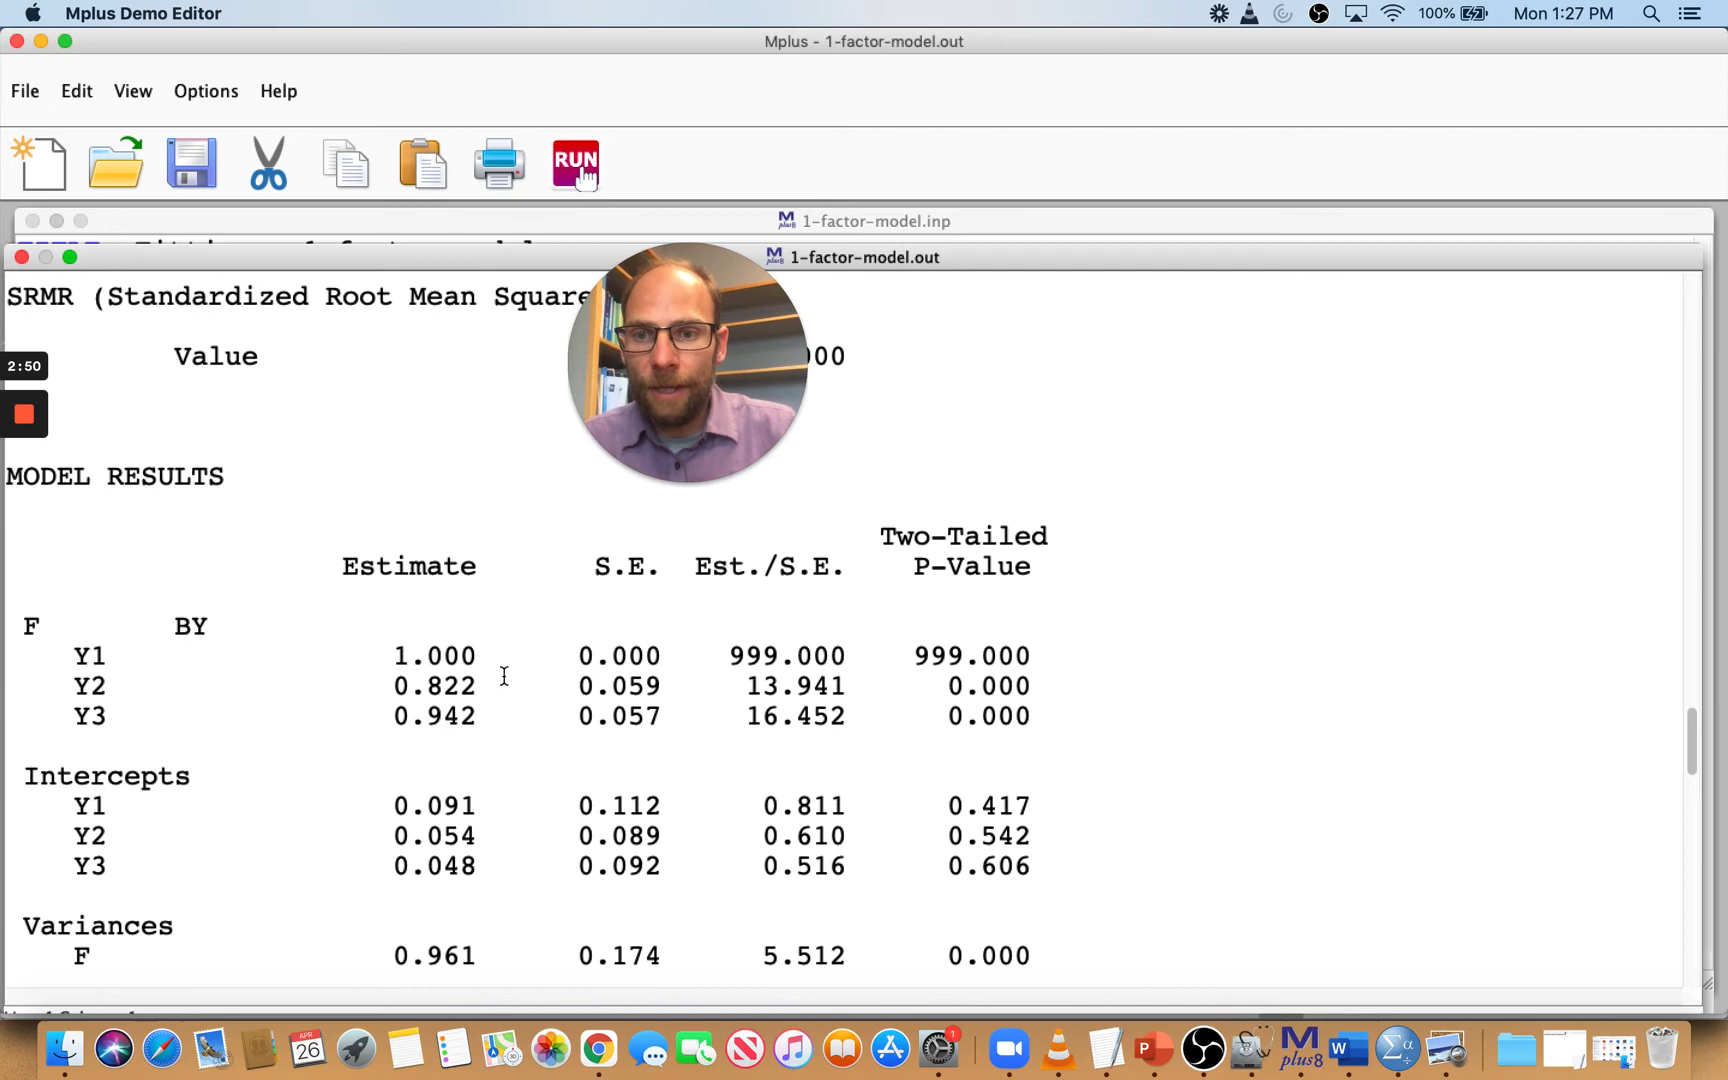 Mplus Demo Editor
100%
Mon 1:27 PM
Mplus - 1-factor-model.out
File Edit View Options Help
RUN
1-factor-model.inp
1-factor-model.out
SRMR (Standardized Root Mean Square
Value 000
2:50
MODEL RESULTS
Two-Tailed
Estimate S.E. Est./S.E. P-Value
F BY
Y1 1.000 0.000 999.000 999.000
Y2 0.822 0.059 13.941 0.000
Y3 0.942 0.057 16.452 0.000
Intercepts
Y1 0.091 0.112 0.811 0.417
Y2 0.054 0.089 0.610 0.542
Y3 0.048 0.092 0.516 0.606
Variances
F 0.961 0.174 5.512 0.000
APR
26
1
M
plus8
P
W